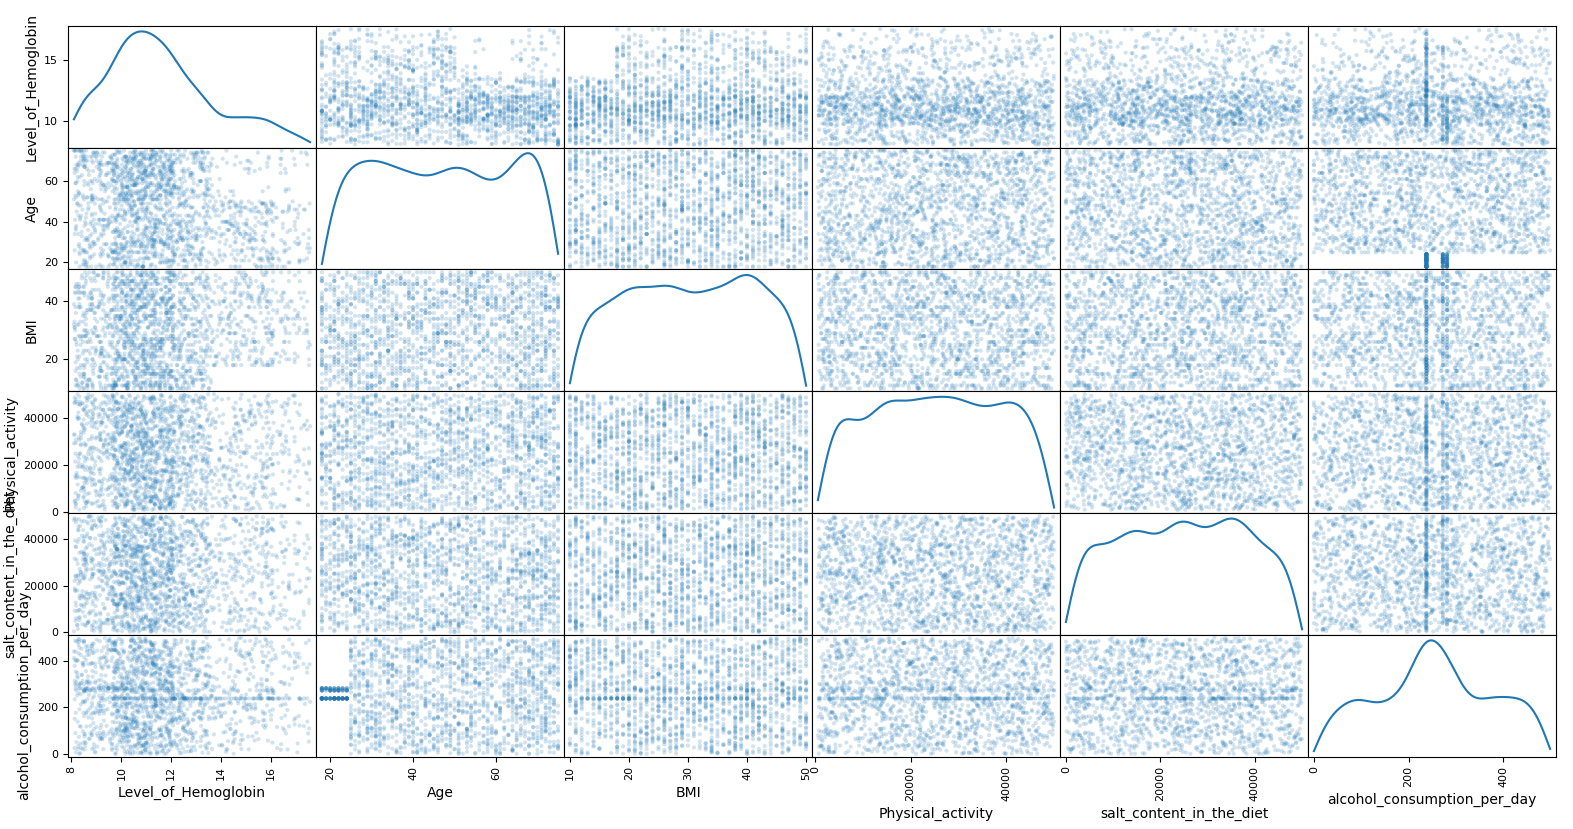 Level_of_Hemoglobin
15
10
Age
60
40
20
BMI
40
20
Physical_activity
40000
20000
0
salt_content_in_the_diet
40000
20000
0
alcohol_consumption_per_day
400
200
0
8 10 12 14 16
20 40 60
10 20 30 40 50
0 20000 40000
0 20000 40000
0 200 400
Level_of_Hemoglobin
Age
BMI
Physical_activity
salt_content_in_the_diet
alcohol_consumption_per_day